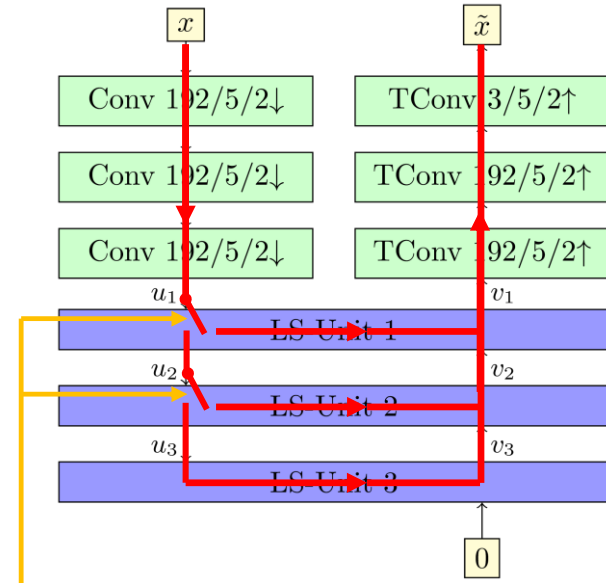 x x̃
Conv 192/5/2↓ TConv 3/5/2↑
Conv 192/5/2↓ TConv 192/5/2↑
Conv 192/5/2↓ TConv 192/5/2↑
u₁ v₁
LS-Unit 1
u₂ v₂
LS-Unit 2
u₃ v₃
LS-Unit 3
0